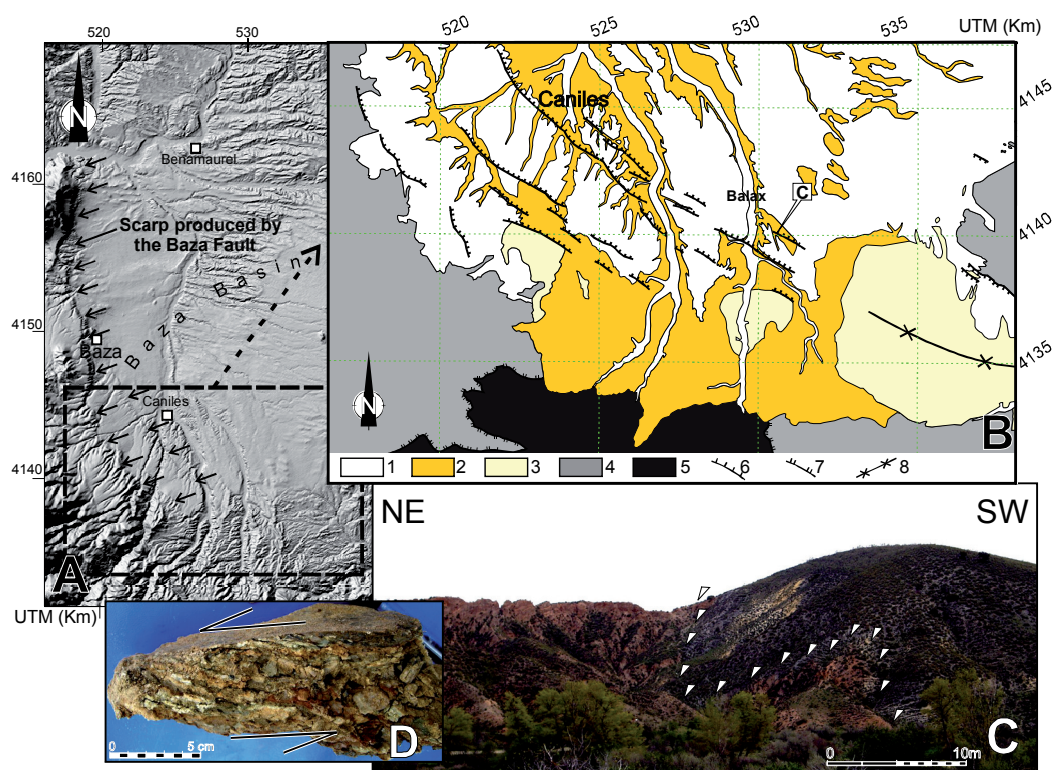 520
530
N
Benamaurel
4160
Scarp produced by
the Baza Fault
Baza Basin
4150
Baza
Caniles
4140
A
UTM (Km)
520
525
530
535
UTM (Km)
4145
Caniles
Balax
C
4140
4135
N
B
1
2
3
4
5
6
7
8
NE
SW
C
0
10m
D
0
5 cm